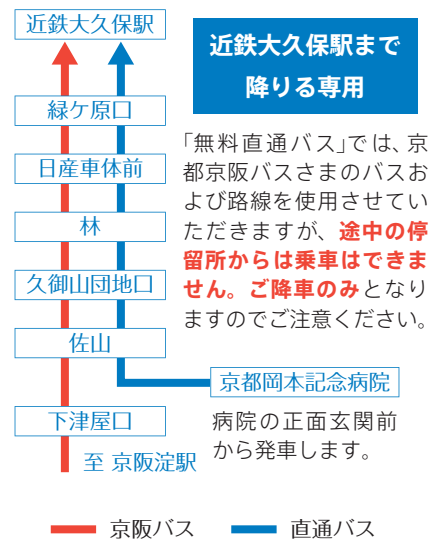 近鉄大久保駅
緑ケ原口
日産車体前
林
久御山団地口
佐山
京都岡本記念病院
下津屋口
至 京阪淀駅
近鉄大久保駅まで
降りる専用
「無料直通バス」では、京
都京阪バスさまのバスお
よび路線を使用させてい
ただきますが、途中の停
留所からは乗車はできま
せん。ご降車のみとなり
ますのでご注意ください。
病院の正面玄関前
から発車します。
京阪バス
直通バス